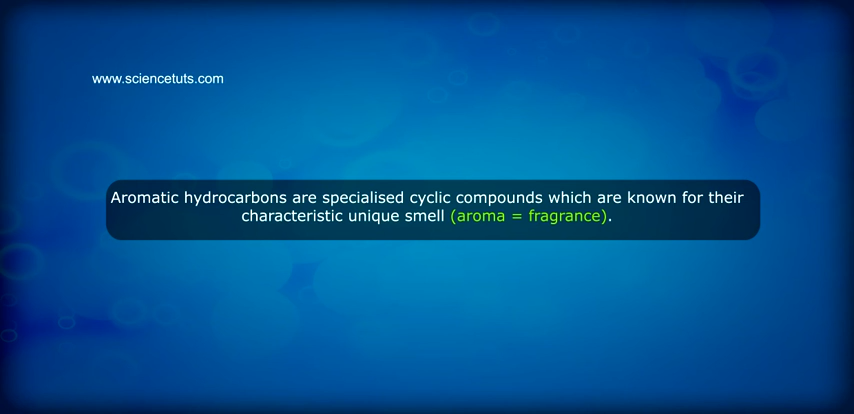 www.sciencetuts.com
Aromatic hydrocarbons are specialised cyclic compounds which are known for their
characteristic unique smell (aroma = fragrance).